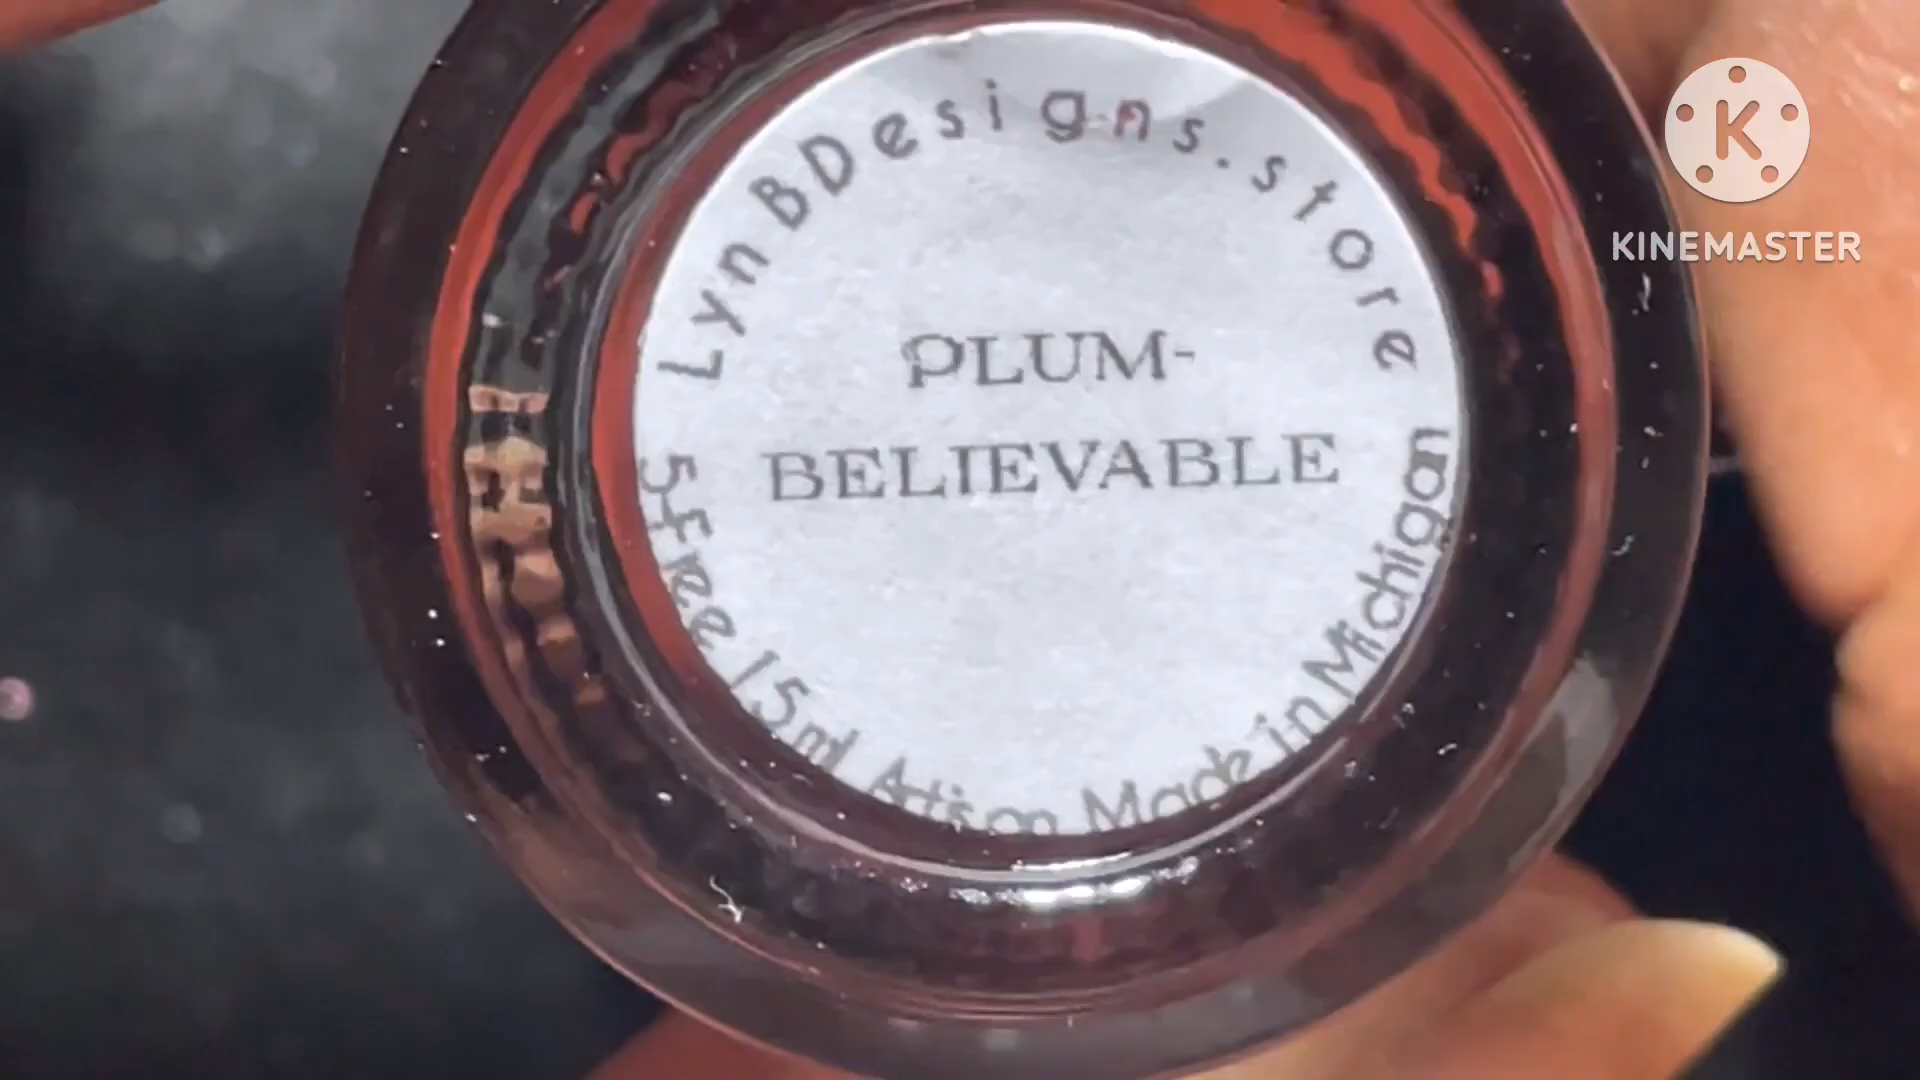 LynBDesigns.store
PLUM-
BELIEVABLE
5-Free 15ml Artisan Made in Michigan
K
KINEMASTER